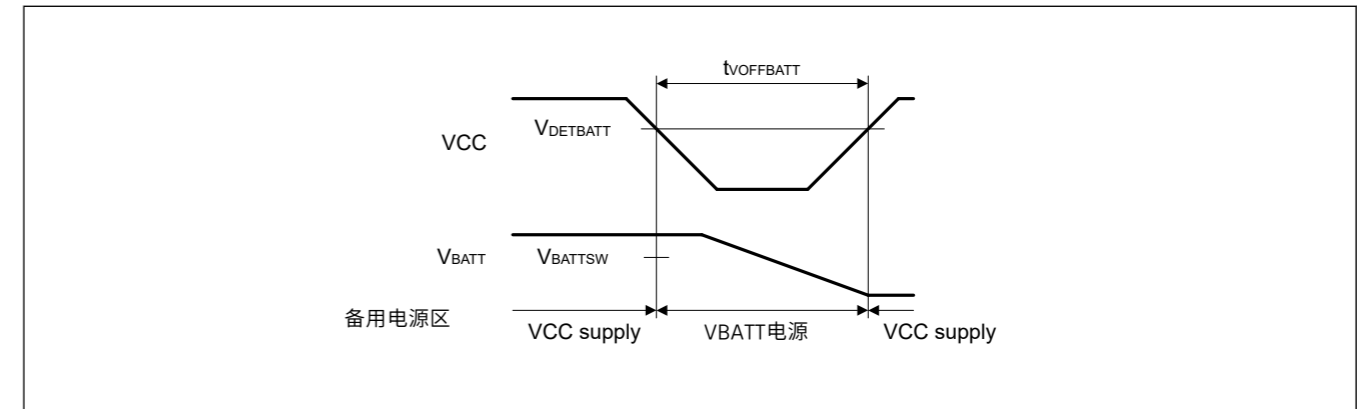 tVOFFBATT
VCC VDETBATT
VBATT VBATTSW
备用电源区 VCC supply VBATT电源 VCC supply